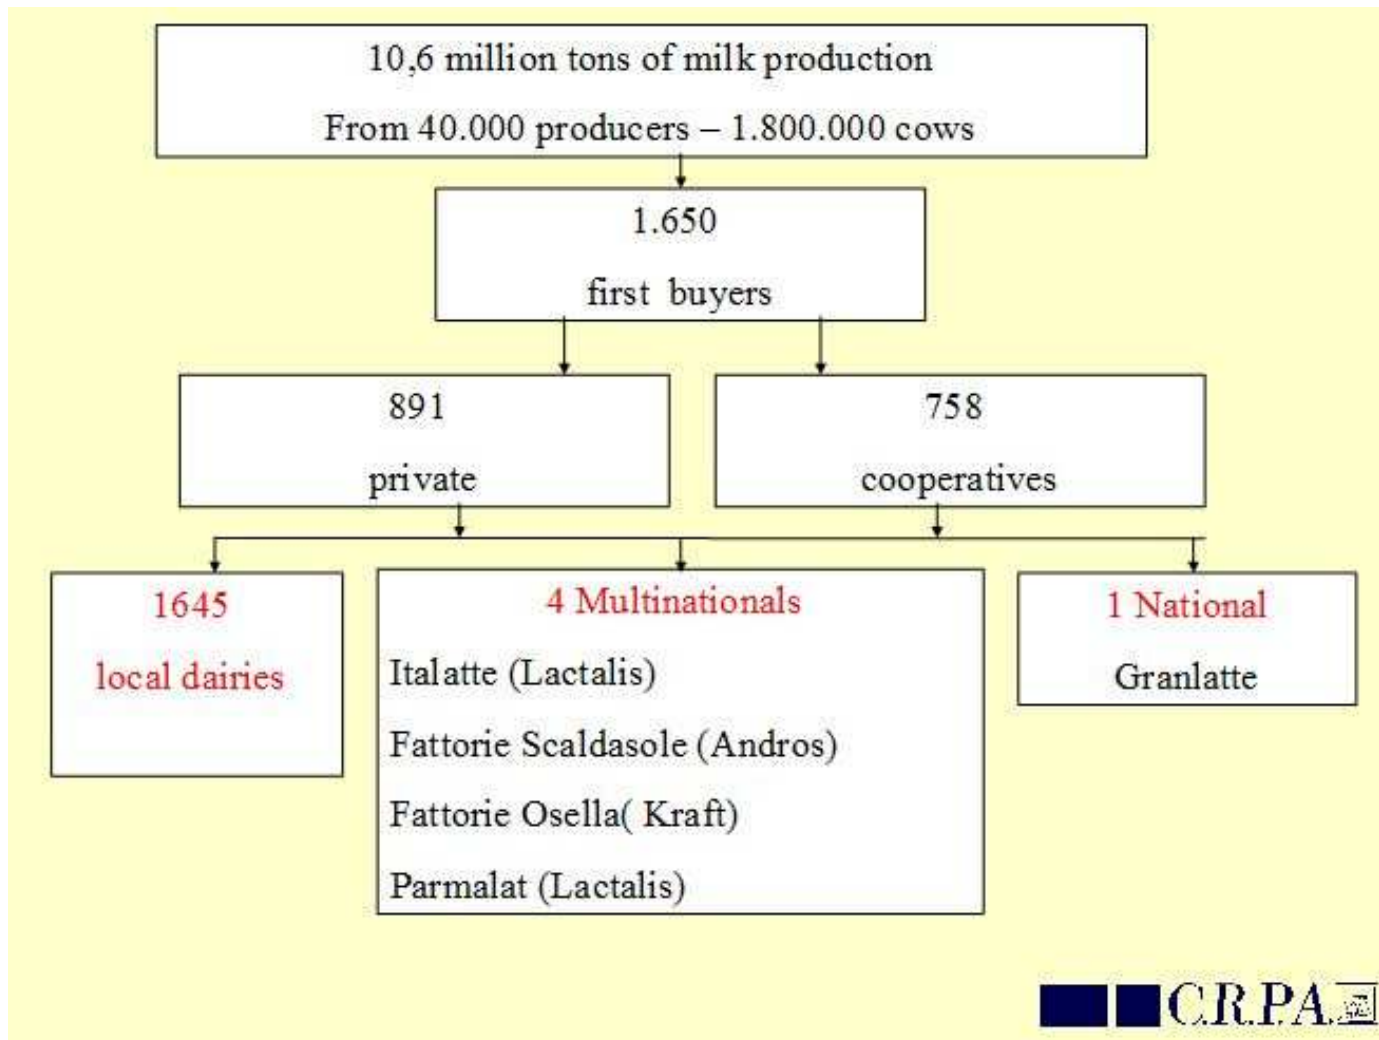 10,6 million tons of milk production
From 40.000 producers – 1.800.000 cows
1.650
first buyers
891
private
758
cooperatives
1645
local dairies
4 Multinationals
Italatte (Lactalis)
Fattorie Scaldasole (Andros)
Fattorie Osella( Kraft)
Parmalat (Lactalis)
1 National
Granlatte
C.R.P.A.